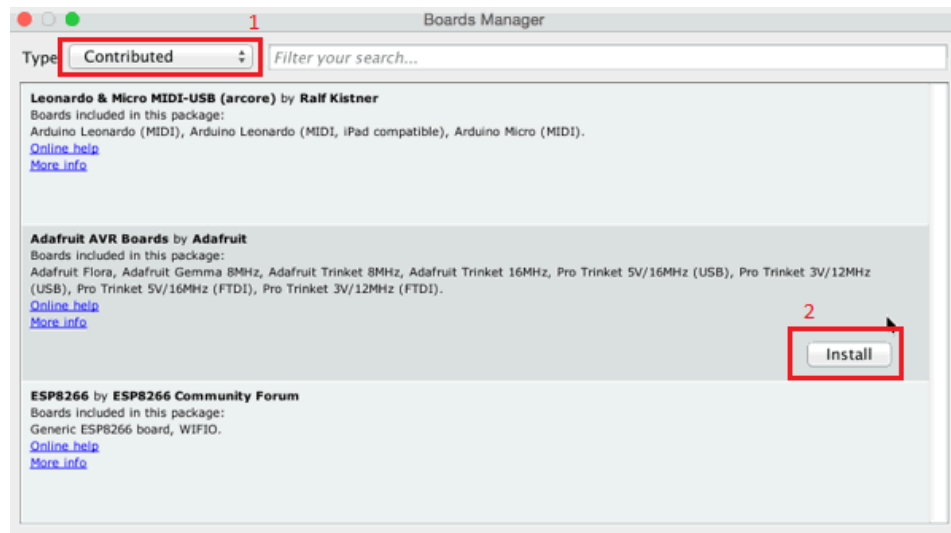 1
Boards Manager
Type Contributed Filter your search...
Leonardo & Micro MIDI-USB (arcore) by Ralf Kistner
Boards included in this package:
Arduino Leonardo (MIDI), Arduino Leonardo (MIDI, iPad compatible), Arduino Micro (MIDI).
Online help
More info
Adafruit AVR Boards by Adafruit
Boards included in this package:
Adafruit Flora, Adafruit Gemma 8MHz, Adafruit Trinket 8MHz, Adafruit Trinket 16MHz, Pro Trinket 5V/16MHz (USB), Pro Trinket 3V/12MHz
(USB), Pro Trinket 5V/16MHz (FTDI), Pro Trinket 3V/12MHz (FTDI).
Online help
More info
2
Install
ESP8266 by ESP8266 Community Forum
Boards included in this package:
Generic ESP8266 board, WIFIO.
Online help
More info